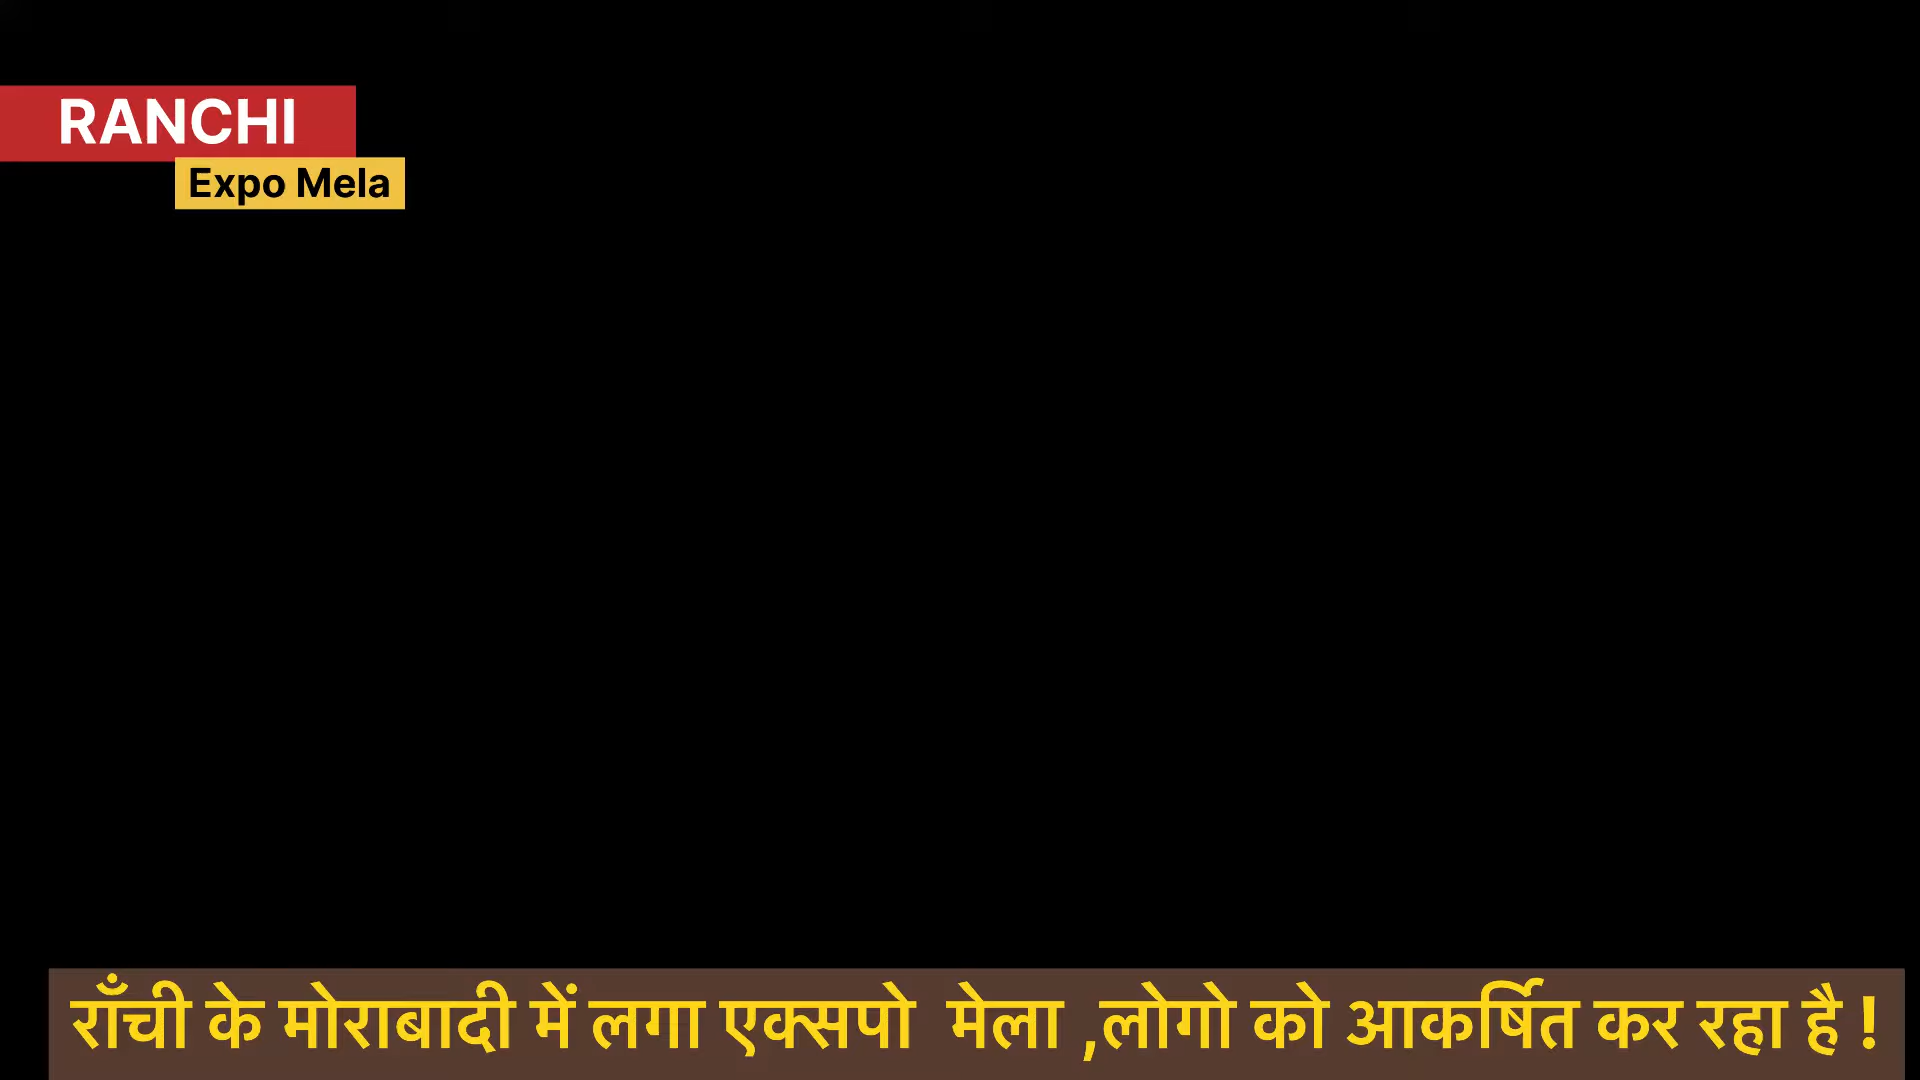 RANCHI
Expo Mela
राँची के मोराबादी में लगा एक्सपो मेला ,लोगो को आकर्षित कर रहा है !